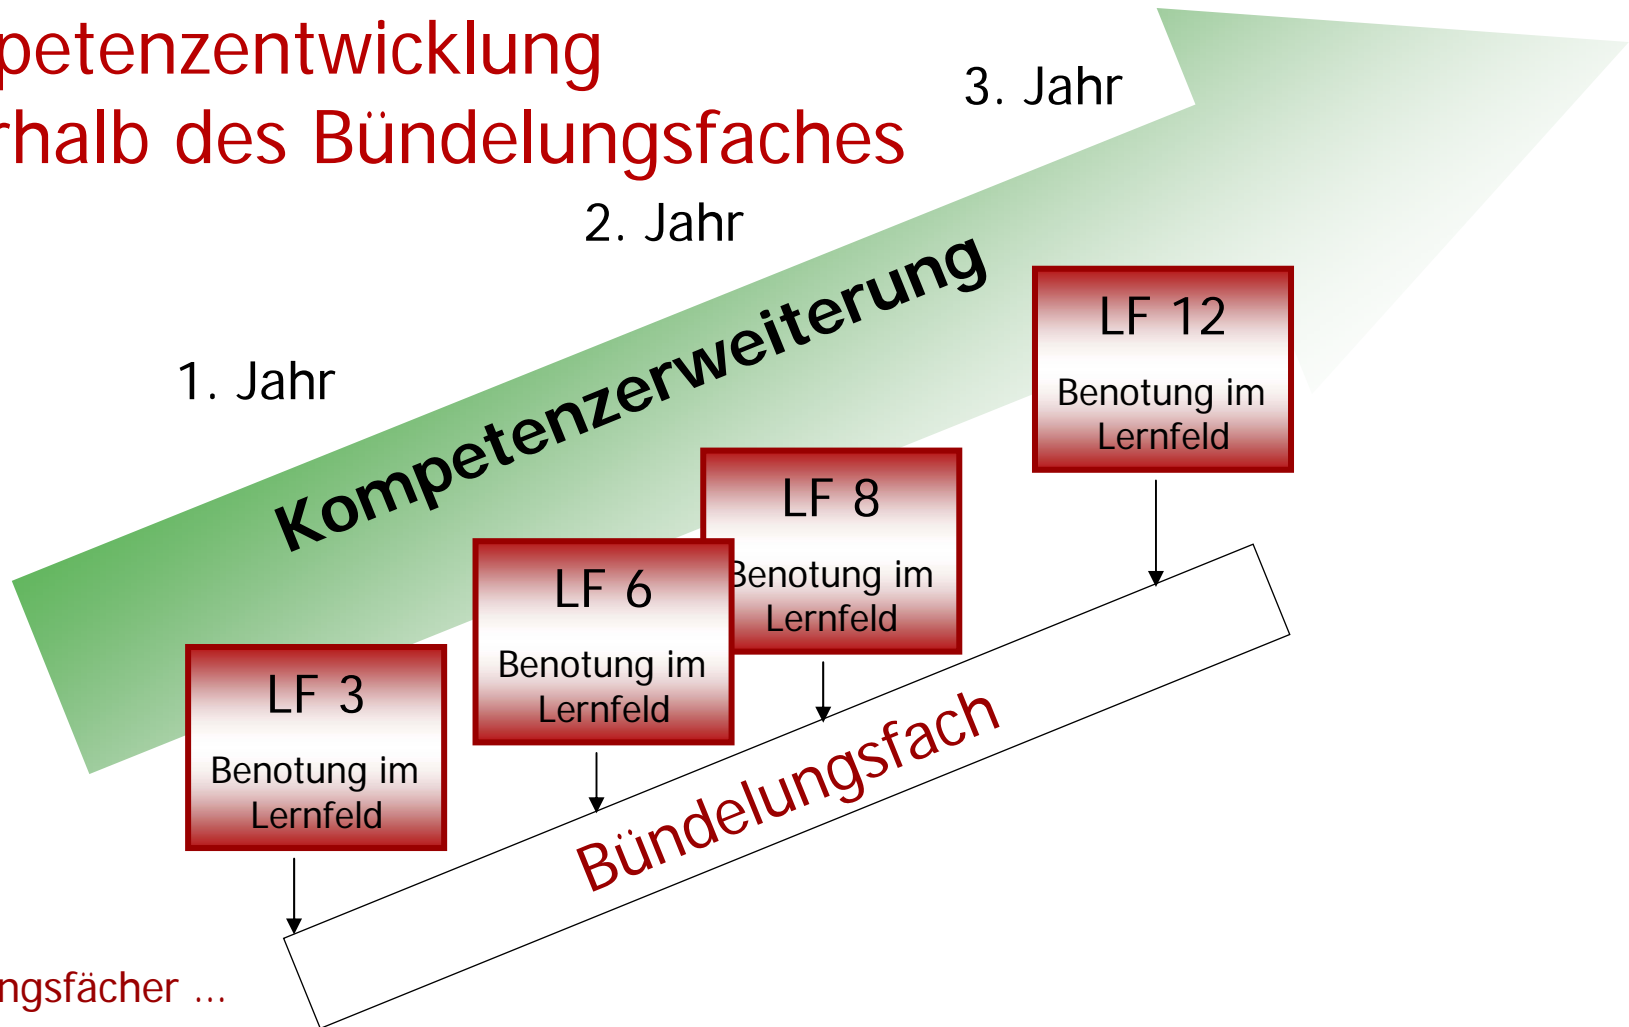 petenzentwicklung
rhalb des Bündelungsfaches
3. Jahr
2. Jahr
1. Jahr
Kompetenzerweiterung
LF 12
Benotung im
Lernfeld
LF 8
Benotung im
Lernfeld
LF 6
Benotung im
Lernfeld
LF 3
Benotung im
Lernfeld
Bündelungsfach
ngsfächer ...